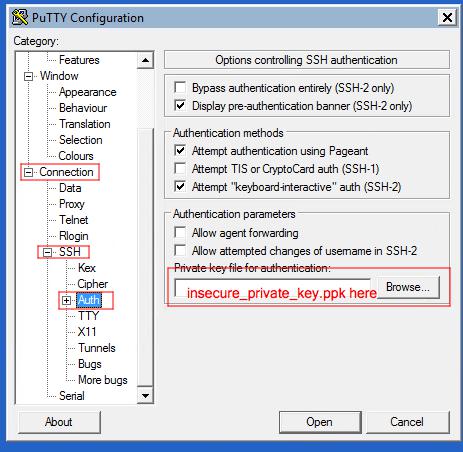 PuTTY Configuration
Category:
Features
Window
Appearance
Behaviour
Translation
Selection
Colours
Connection
Data
Proxy
Telnet
Rlogin
SSH
Kex
Cipher
Auth
TTY
X11
Tunnels
Bugs
More bugs
Serial
Options controlling SSH authentication
Bypass authentication entirely (SSH-2 only)
Display pre-authentication banner (SSH-2 only)
Authentication methods
Attempt authentication using Pageant
Attempt TIS or CryptoCard auth (SSH-1)
Attempt "keyboard-interactive" auth (SSH-2)
Authentication parameters
Allow agent forwarding
Allow attempted changes of username in SSH-2
Private key file for authentication:
insecure_private_key.ppk here
Browse...
About
Open
Cancel